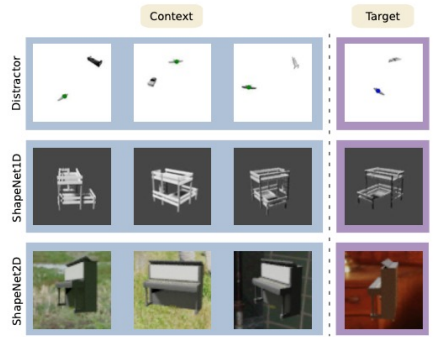 Context
Target
Distractor
ShapeNet1D
ShapeNet2D